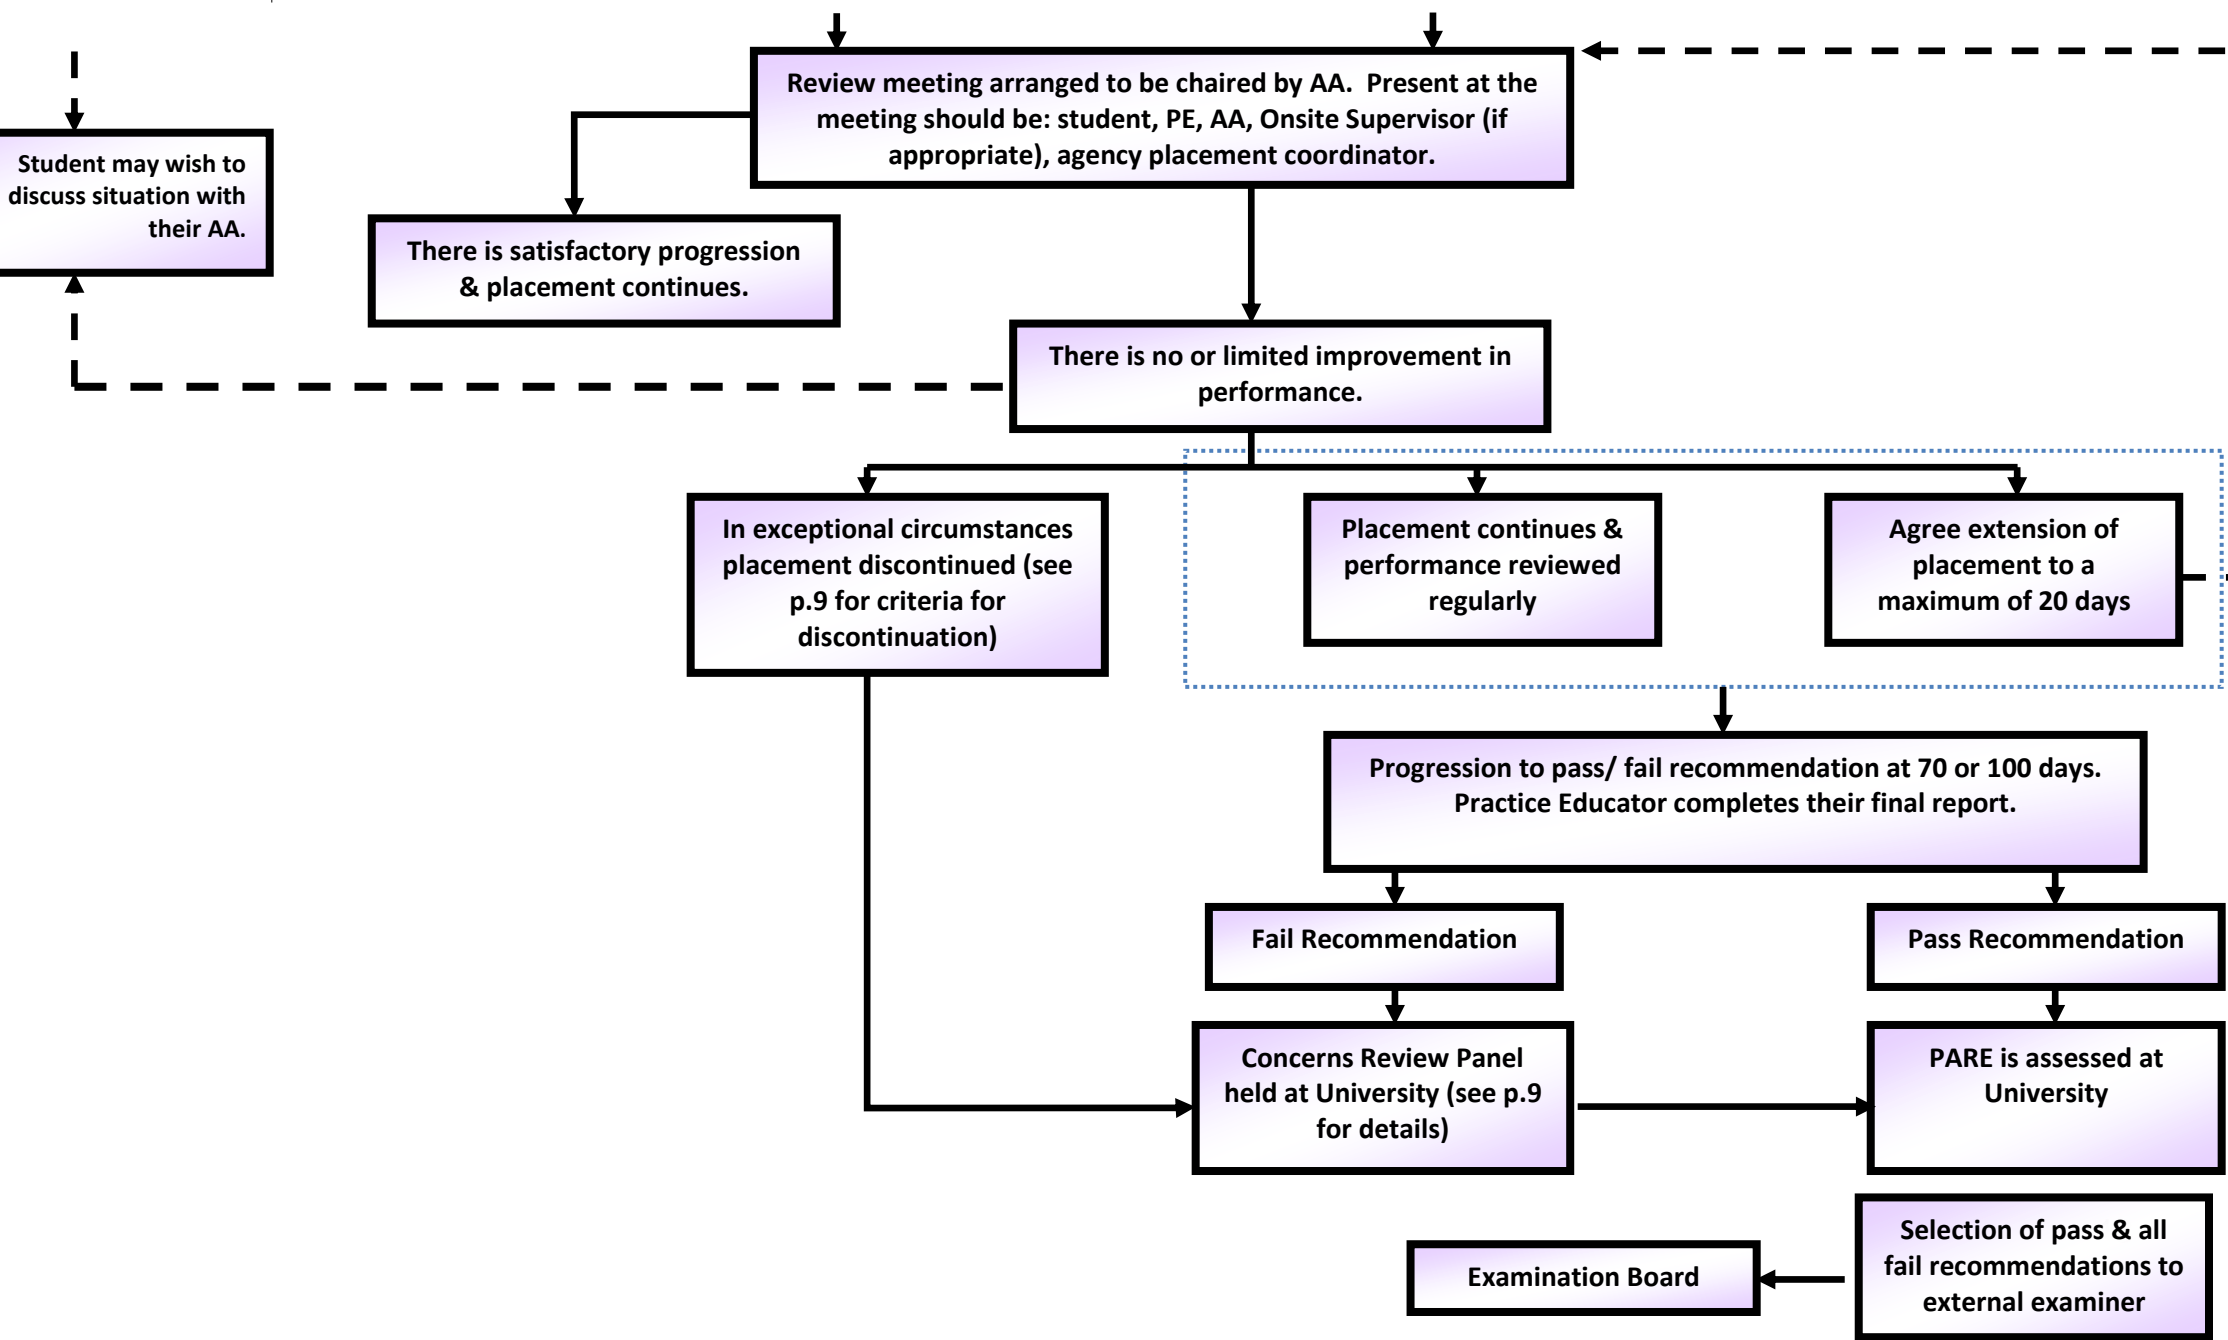 Review meeting arranged to be chaired by AA.  Present at the
meeting should be: student, PE, AA, Onsite Supervisor (if
appropriate), agency placement coordinator.
Student may wish to
discuss situation with
their AA.
There is satisfactory progression
& placement continues.
There is no or limited improvement in
performance.
In exceptional circumstances
placement discontinued (see
p.9 for criteria for
discontinuation)
Placement continues &
performance reviewed
regularly
Agree extension of
placement to a
maximum of 20 days
Progression to pass/ fail recommendation at 70 or 100 days.
Practice Educator completes their final report.
Fail Recommendation
Pass Recommendation
Concerns Review Panel
held at University (see p.9
for details)
PARE is assessed at
University
Selection of pass & all
fail recommendations to
external examiner
Examination Board